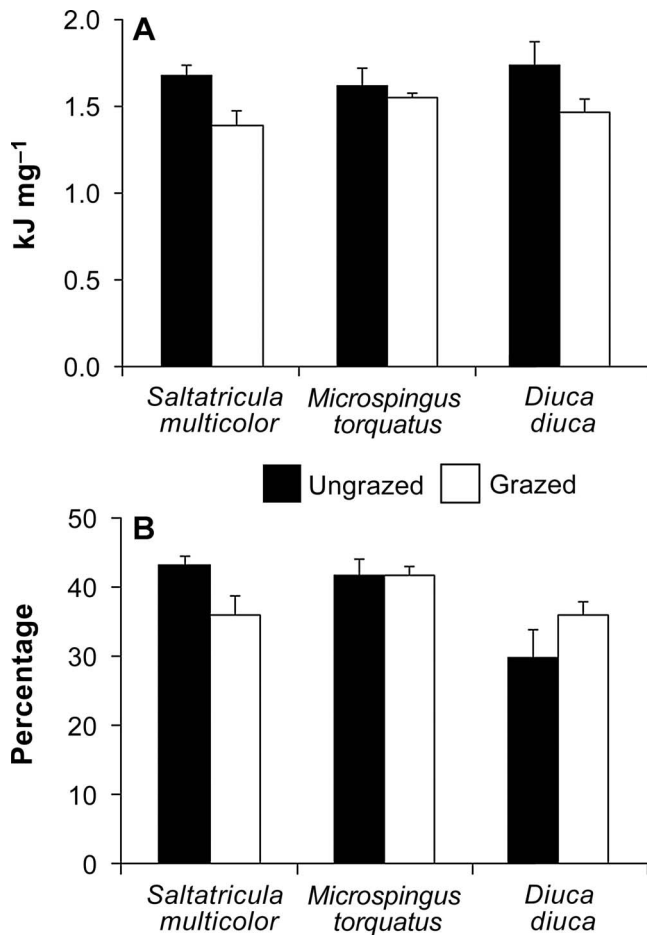 A
2.0
1.5
1.0
0.5
0.0
kJ mg⁻¹
Saltatricula multicolor
Microspingus torquatus
Diuca diuca
Ungrazed
Grazed
B
50
40
30
20
10
0
Percentage
Saltatricula multicolor
Microspingus torquatus
Diuca diuca